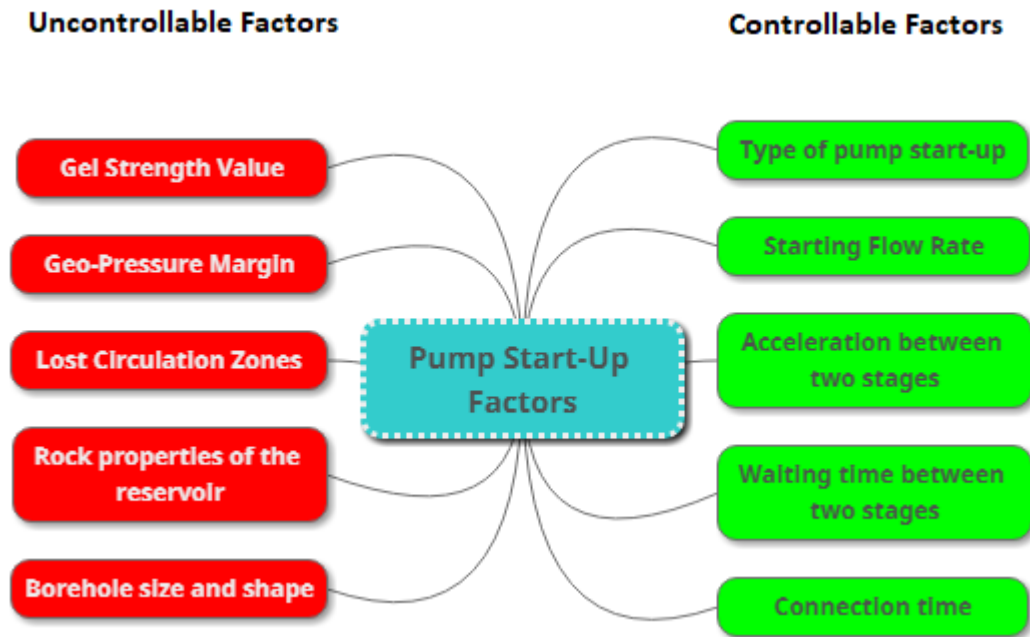 Uncontrollable Factors
Controllable Factors
Gel Strength Value
Geo-Pressure Margin
Lost Circulation Zones
Rock properties of the
reservoir
Borehole size and shape
Pump Start-Up
Factors
Type of pump start-up
Starting Flow Rate
Acceleration between
two stages
Waiting time between
two stages
Connection time